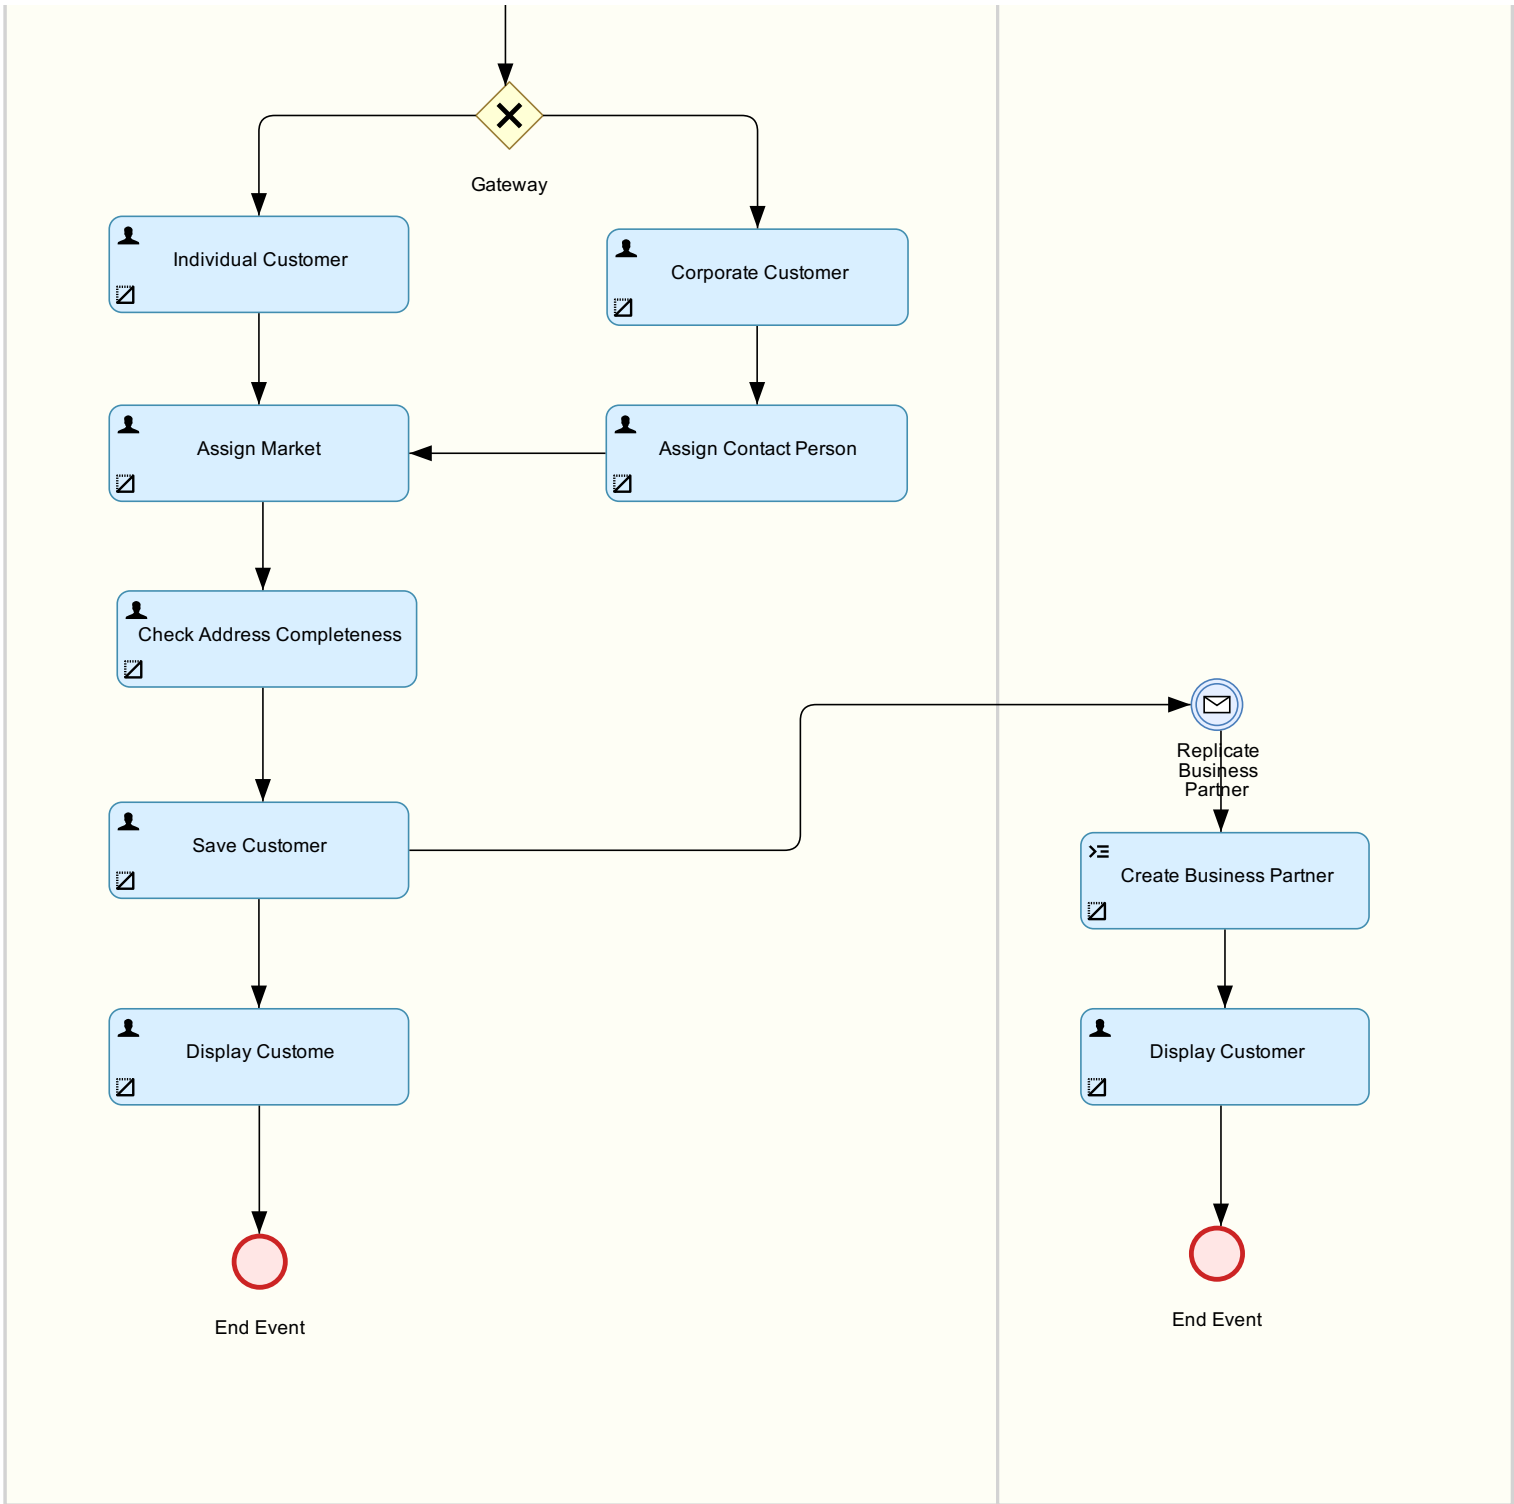 Gateway
Individual Customer
Corporate Customer
Assign Market
Assign Contact Person
Check Address Completeness
Replicate
Business
Partner
Save Customer
Create Business Partner
Display Custome
Display Customer
End Event
End Event